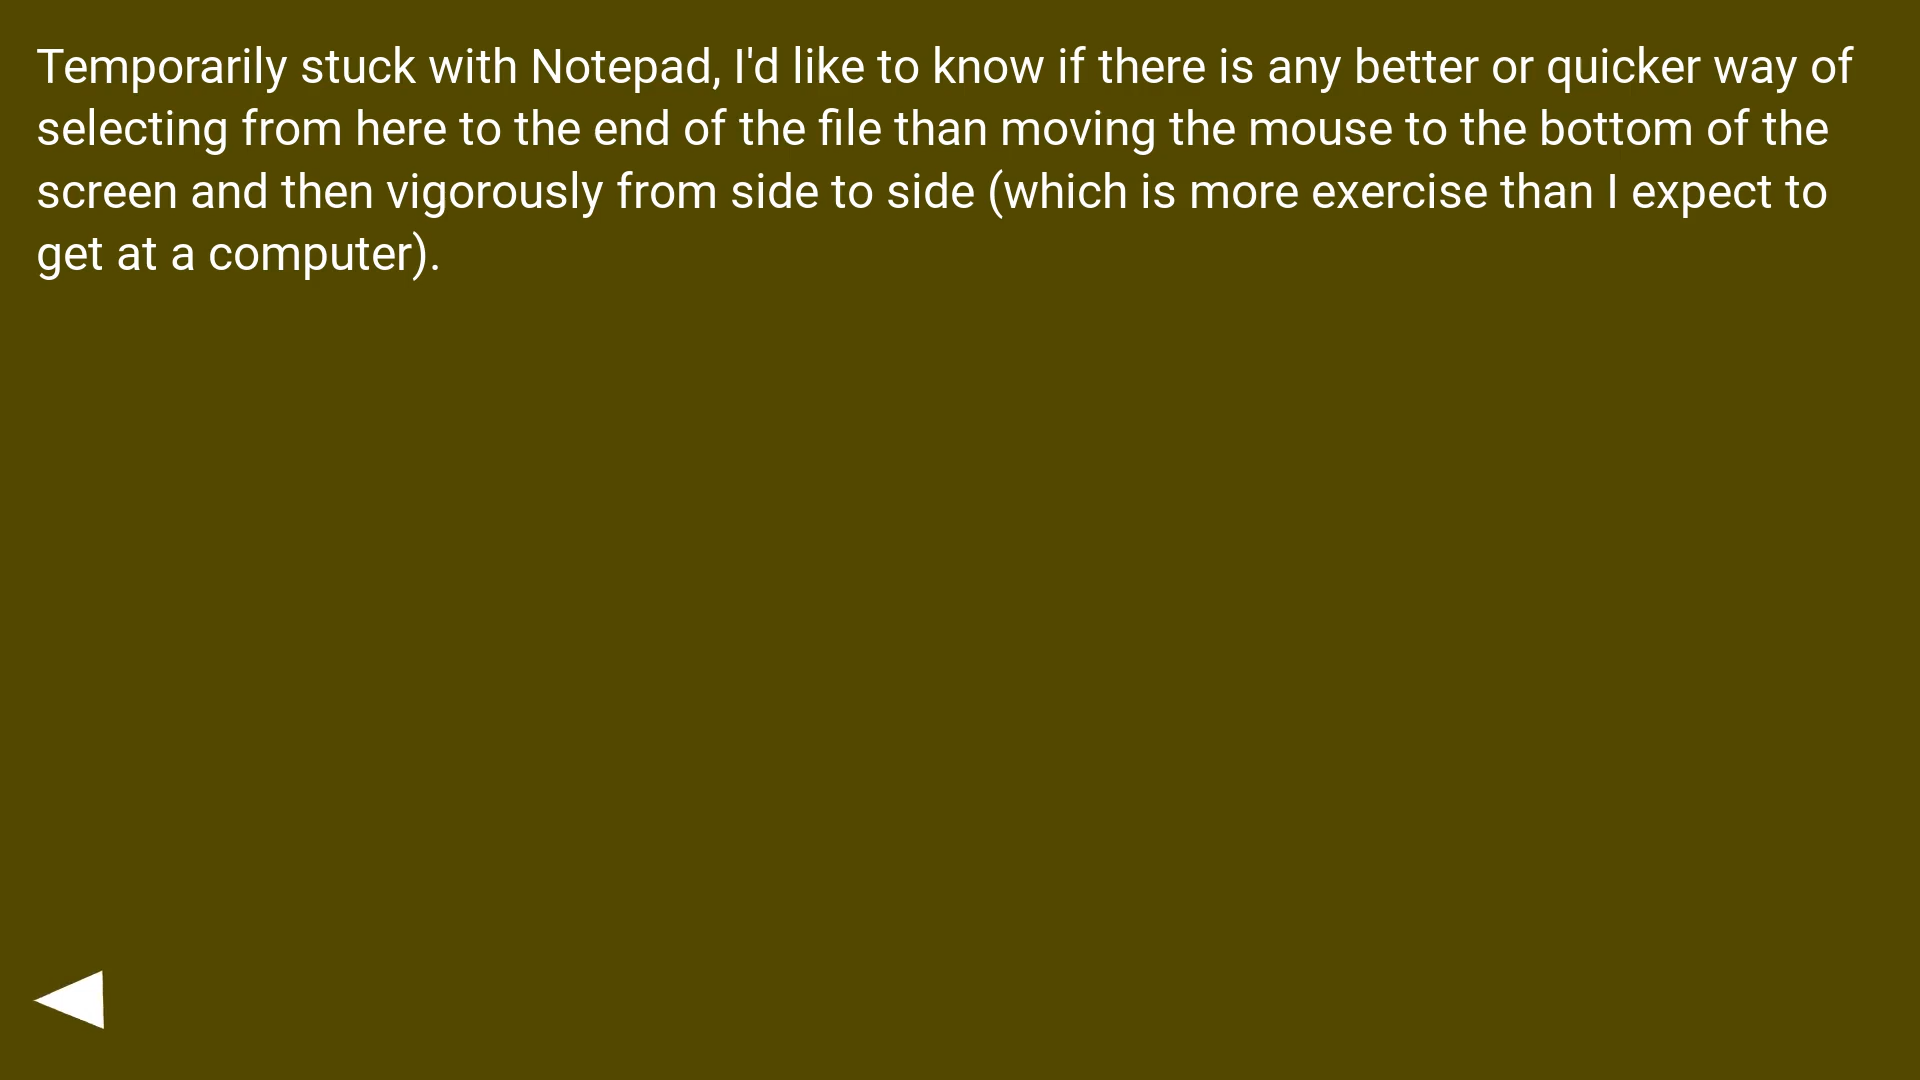 Temporarily stuck with Notepad, I'd like to know if there is any better or quicker way of
selecting from here to the end of the file than moving the mouse to the bottom of the
screen and then vigorously from side to side (which is more exercise than I expect to
get at a computer).